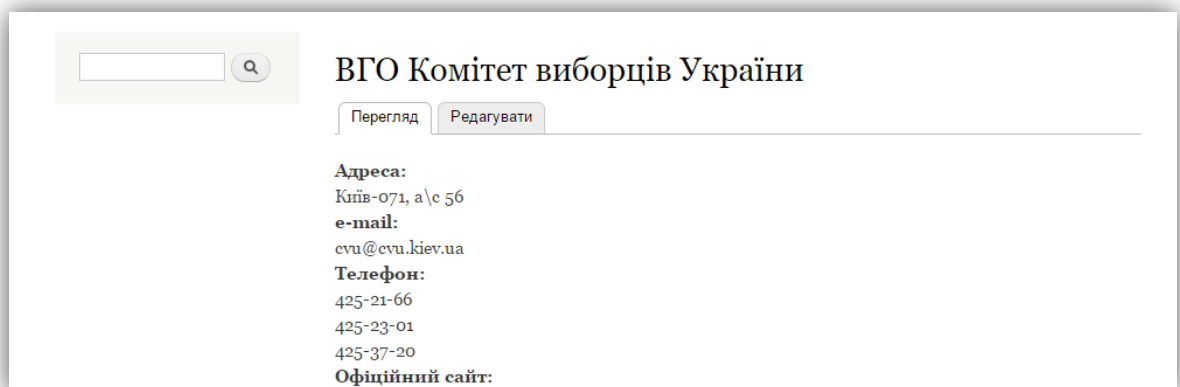 ВГО Комітет виборців України
Перегляд
Редагувати
Адреса:
Київ-071, а\с 56
e-mail:
cvu@cvu.kiev.ua
Телефон:
425-21-66
425-23-01
425-37-20
Офіційний сайт: